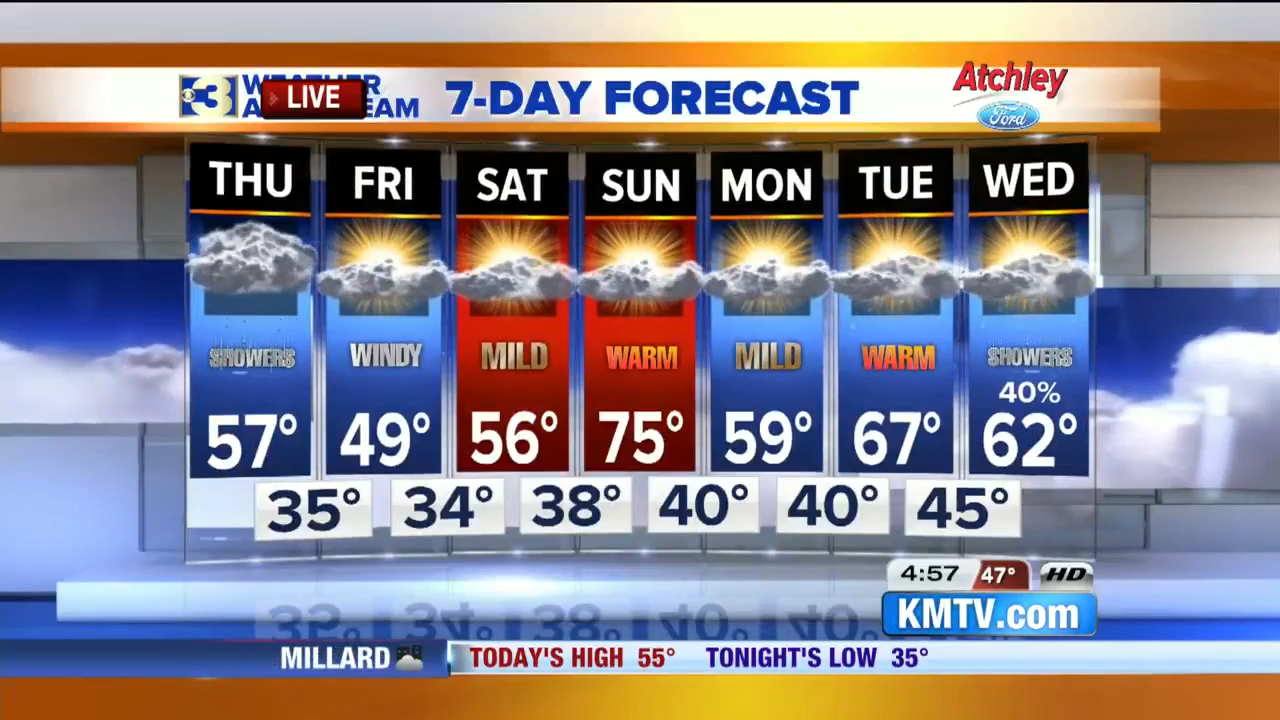 3 WEATHER
LIVE
7-DAY FORECAST
Atchley
Ford
THU FRI SAT SUN MON TUE WED
SHOWERS WINDY MILD WARM MILD WARM SHOWERS
40%
57° 49° 56° 75° 59° 67° 62°
35° 34° 38° 40° 40° 45°
4:57 47° HD
KMTV.com
MILLARD TODAY'S HIGH 55° TONIGHT'S LOW 35°